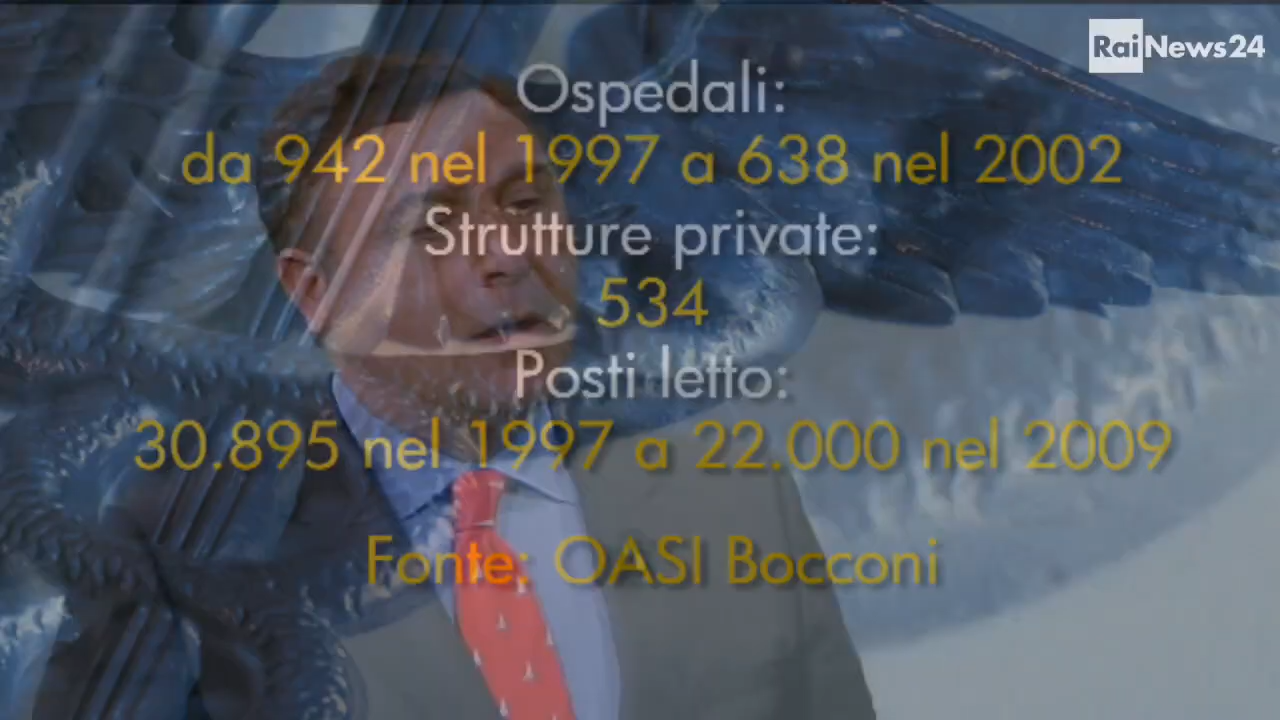 RaiNews24
Ospedali:
da 942 nel 1997 a 638 nel 2002
Strutture private:
534
Posti letto:
30.895 nel 1997 a 22.000 nel 2009
Fonte: OASI Bocconi